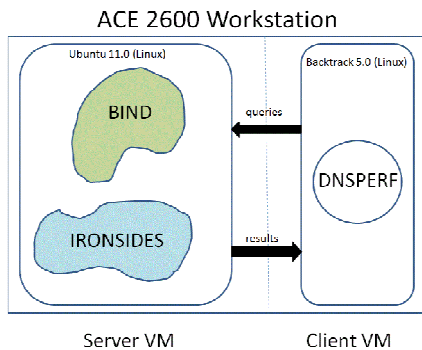 ACE 2600 Workstation
Ubuntu 11.0 (Linux)
Backtrack 5.0 (Linux)
BIND
queries
DNSPERF
IRONSIDES
results
Server VM
Client VM